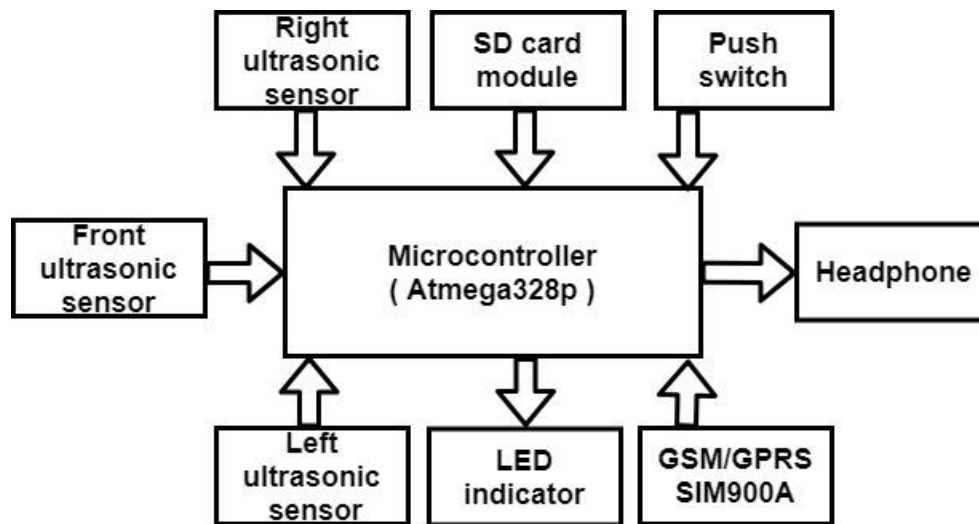 Right
ultrasonic
sensor
SD card
module
Push
switch
Front
ultrasonic
sensor
Microcontroller
( Atmega328p )
Headphone
Left
ultrasonic
sensor
LED
indicator
GSM/GPRS
SIM900A